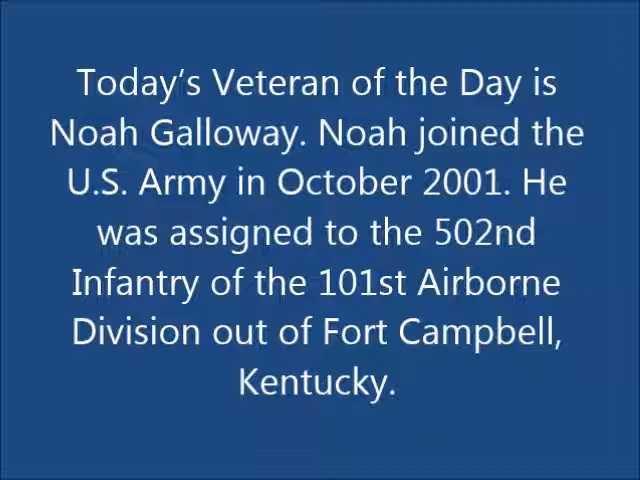 Today’s Veteran of the Day is
Noah Galloway. Noah joined the
U.S. Army in October 2001. He
was assigned to the 502nd
Infantry of the 101st Airborne
Division out of Fort Campbell,
Kentucky.